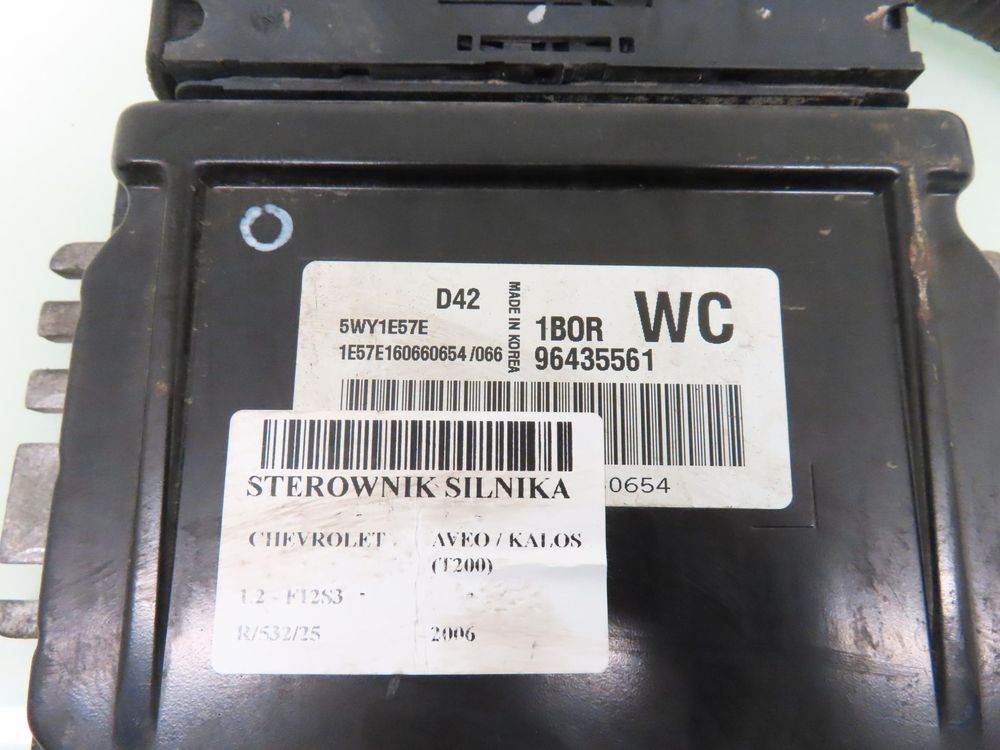 D42
MADE IN KOREA
WC
5WY1E57E
1BOR
1E57E160660654 /066
96435561
0654
STEROWNIK SILNIKA
CHEVROLET AVEO / KALOS
(T200)
1.2 - F12S3 -
R/532/25 2006